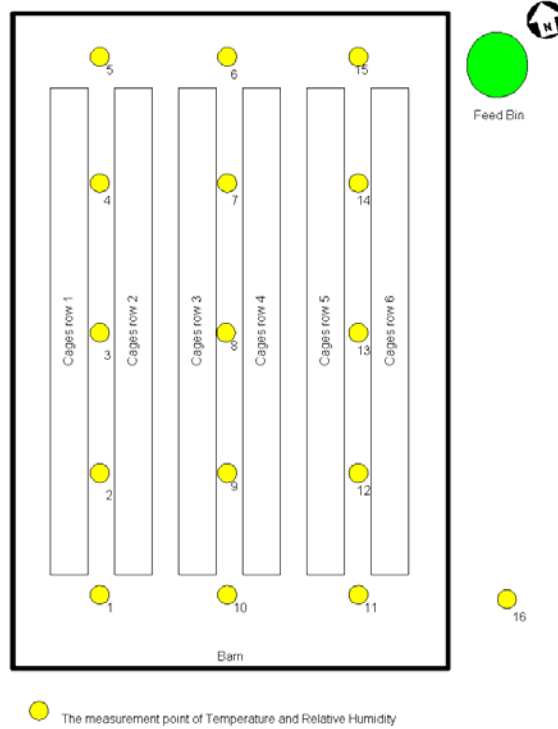 N
5
6
15
Feed Bin
4
7
14
Cages row 1
Cages row 2
Cages row 3
Cages row 4
Cages row 5
Cages row 6
3
8
13
2
9
12
1
10
11
16
Barn
The measurement point of Temperature and Relative Humidity